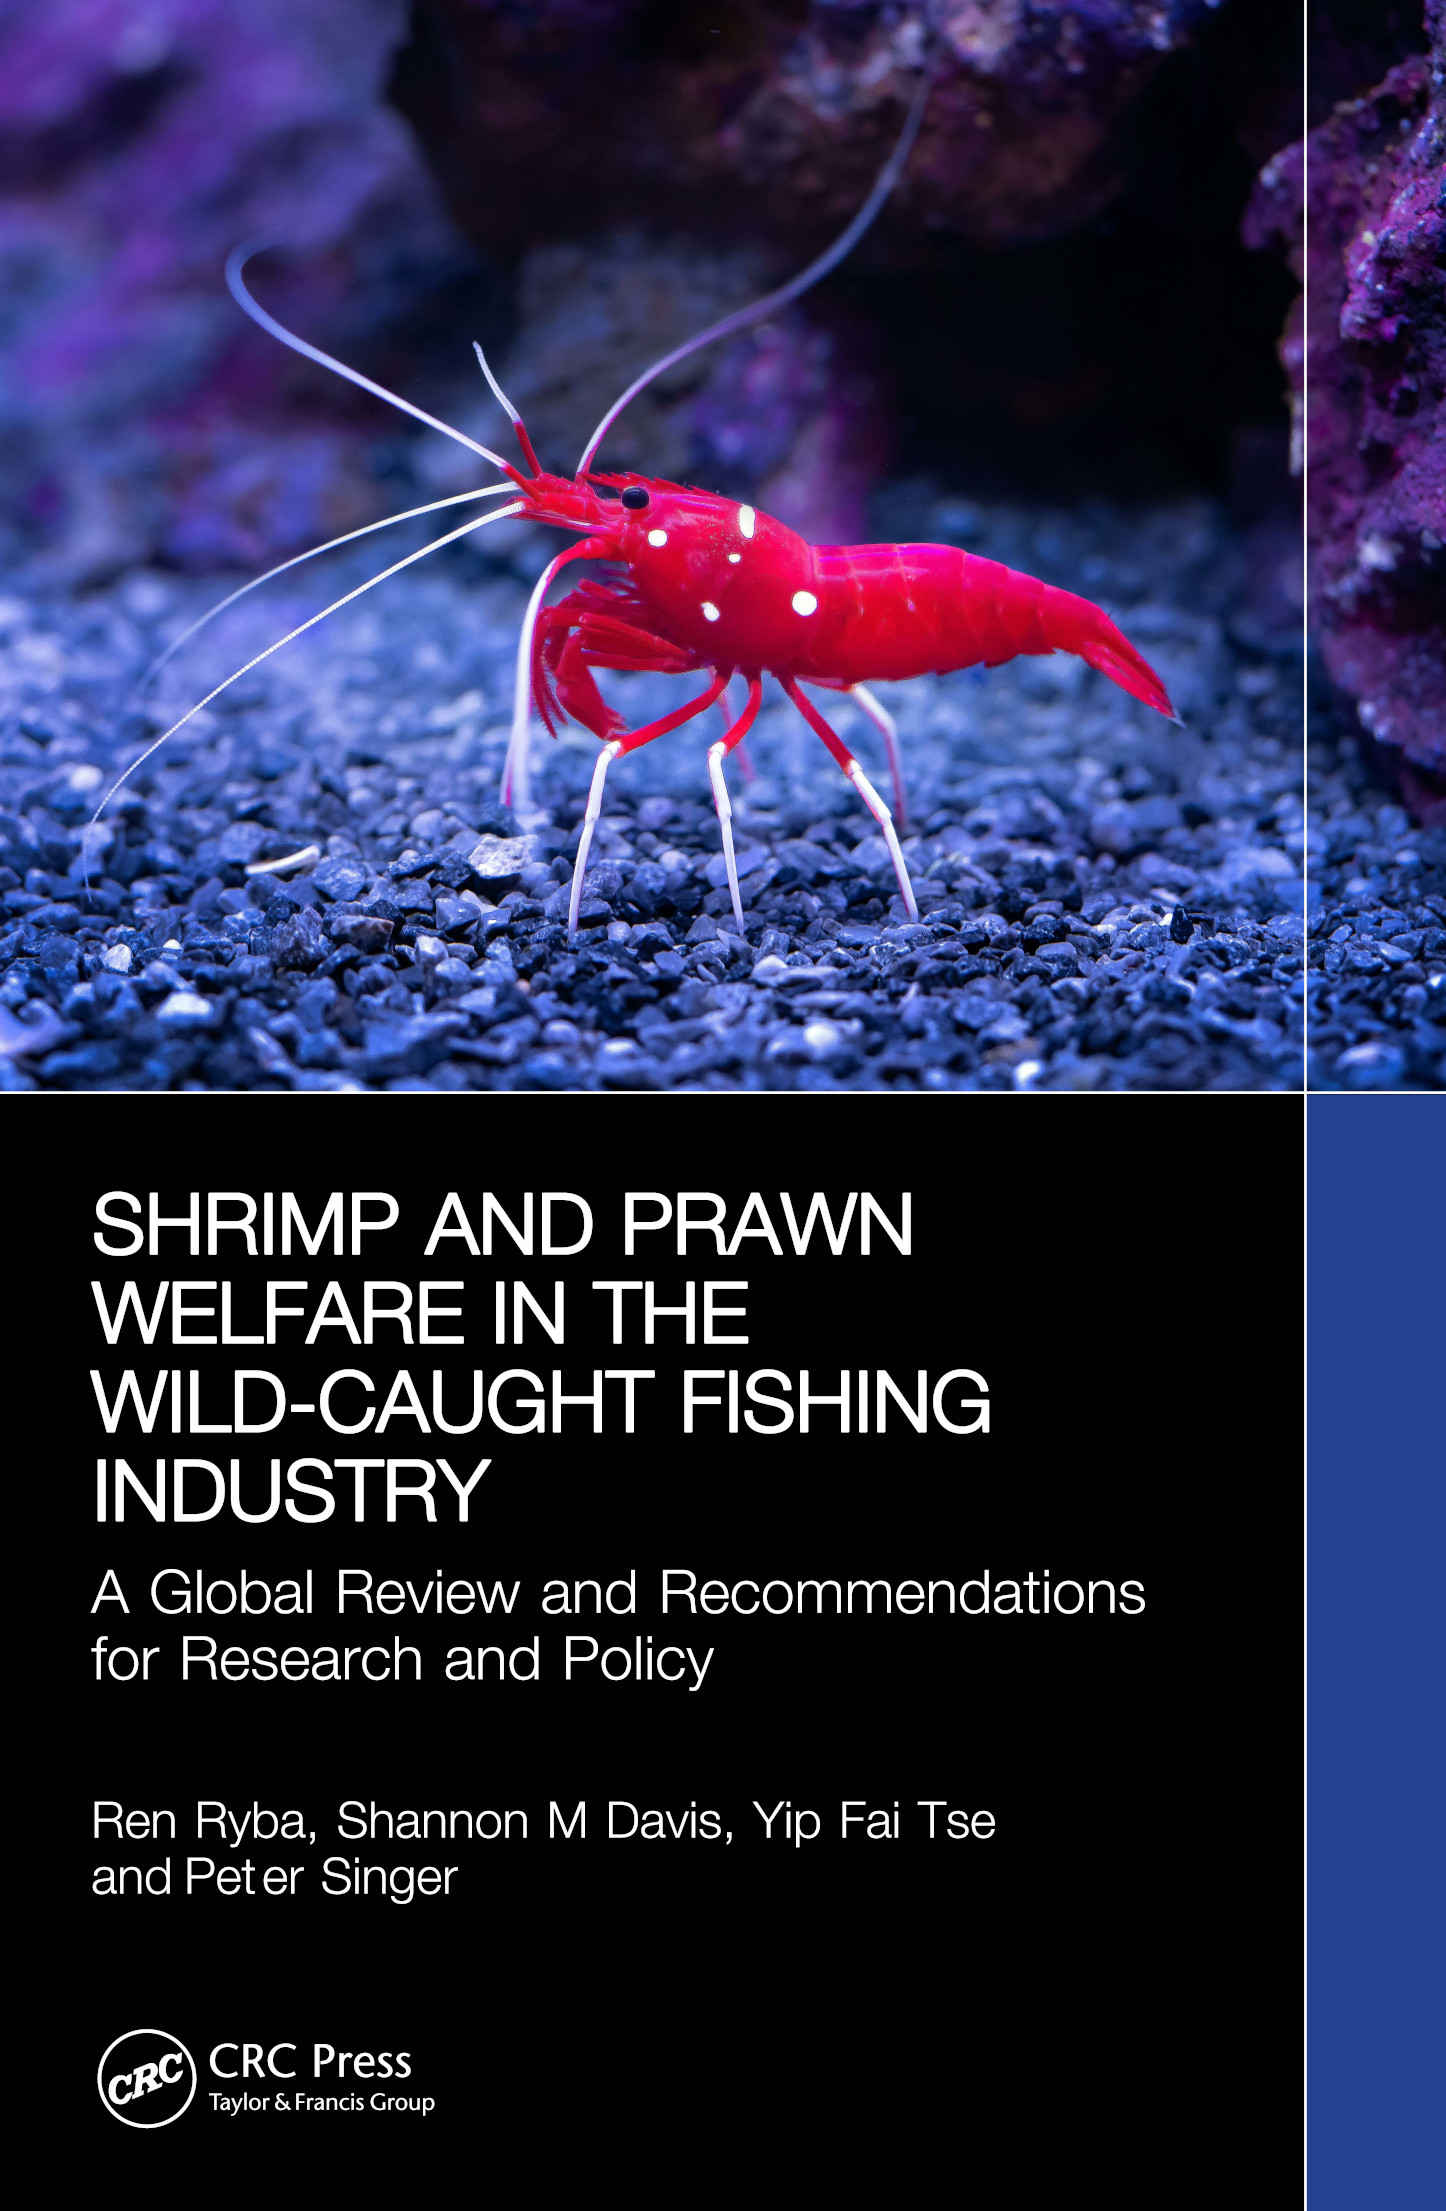 SHRIMP AND PRAWN
WELFARE IN THE
WILD-CAUGHT FISHING
INDUSTRY
A Global Review and Recommendations
for Research and Policy
Ren Ryba, Shannon M Davis, Yip Fai Tse
and Peter Singer
CRC
CRC Press
Taylor & Francis Group